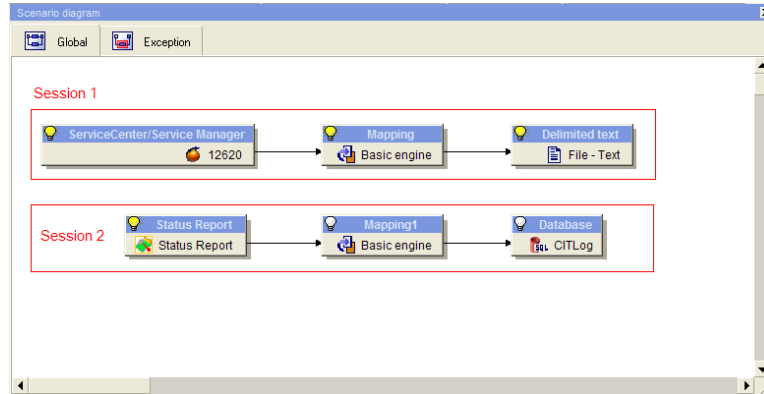 Scenario diagram
Global Exception
Session 1
ServiceCenter/Service Manager Mapping Delimited text
12620 Basic engine File - Text
Session 2
Status Report Mapping1 Database
Status Report Basic engine SQL CITLog